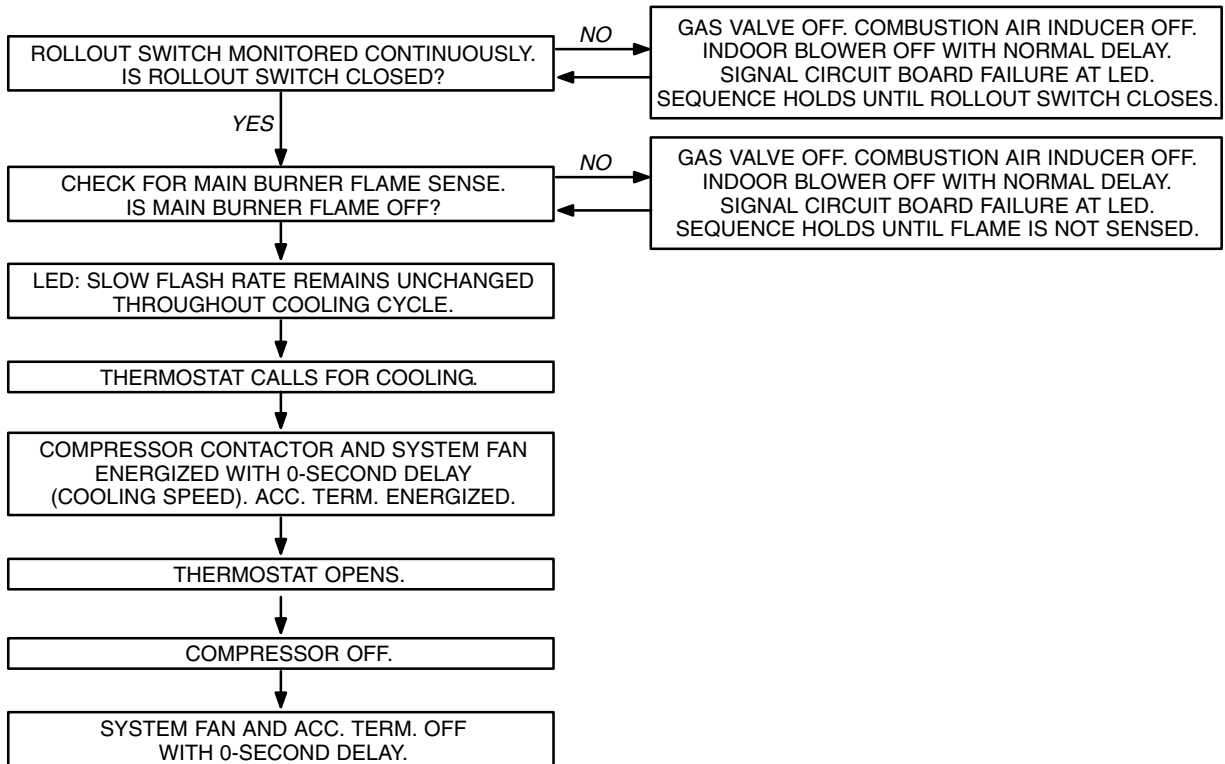 ROLLOUT SWITCH MONITORED CONTINUOUSLY.
IS ROLLOUT SWITCH CLOSED?
NO
GAS VALVE OFF. COMBUSTION AIR INDUCER OFF.
INDOOR BLOWER OFF WITH NORMAL DELAY.
SIGNAL CIRCUIT BOARD FAILURE AT LED.
SEQUENCE HOLDS UNTIL ROLLOUT SWITCH CLOSES.
YES
CHECK FOR MAIN BURNER FLAME SENSE.
IS MAIN BURNER FLAME OFF?
NO
GAS VALVE OFF. COMBUSTION AIR INDUCER OFF.
INDOOR BLOWER OFF WITH NORMAL DELAY.
SIGNAL CIRCUIT BOARD FAILURE AT LED.
SEQUENCE HOLDS UNTIL FLAME IS NOT SENSED.
LED: SLOW FLASH RATE REMAINS UNCHANGED
THROUGHOUT COOLING CYCLE.
THERMOSTAT CALLS FOR COOLING.
COMPRESSOR CONTACTOR AND SYSTEM FAN
ENERGIZED WITH 0-SECOND DELAY
(COOLING SPEED). ACC. TERM. ENERGIZED.
THERMOSTAT OPENS.
COMPRESSOR OFF.
SYSTEM FAN AND ACC. TERM. OFF
WITH 0-SECOND DELAY.